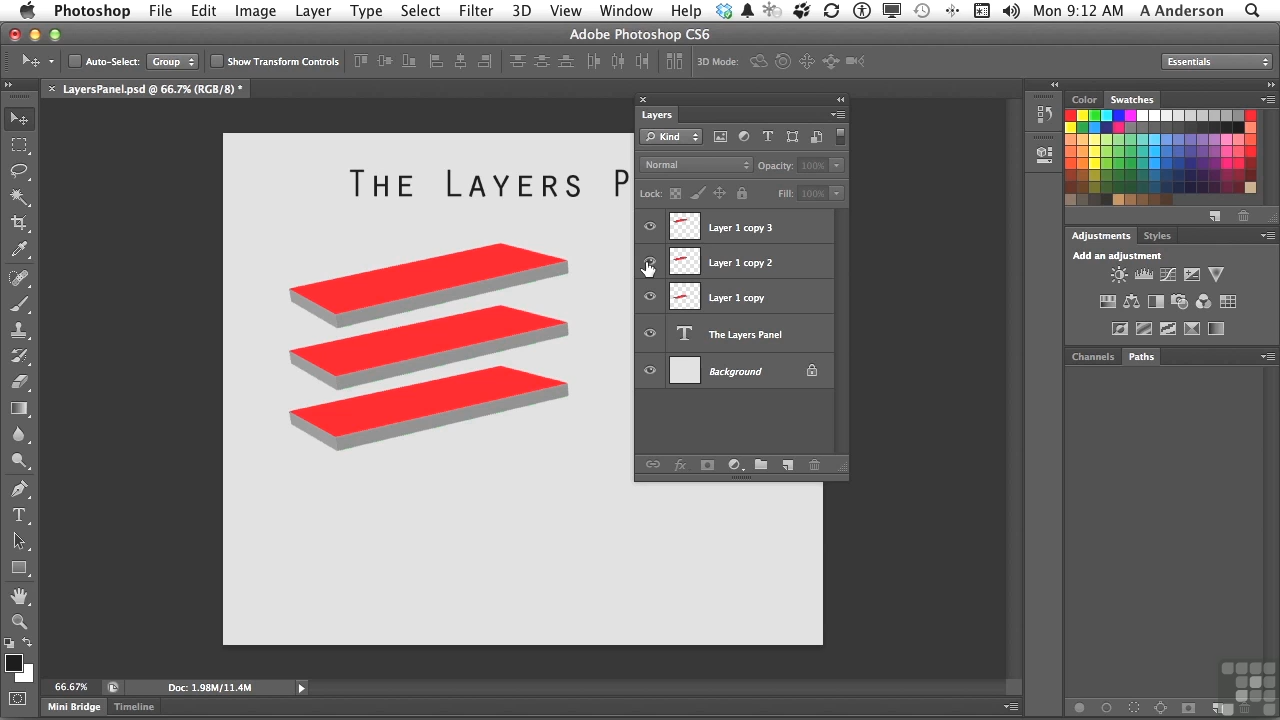 Photoshop File Edit Image Layer Type Select Filter 3D View Window Help Mon 9:12 AM A Anderson
Adobe Photoshop CS6
Auto-Select: Group Show Transform Controls 3D Mode: Essentials
LayersPanel.psd @ 66.7% (RGB/8) *
Color Swatches
Layers
Kind
Normal Opacity: 100%
The Layers P
Lock: Fill: 100%
Layer 1 copy 3
Adjustments Styles
Add an adjustment
Layer 1 copy 2
Layer 1 copy
The Layers Panel
Channels Paths
Background
66.67% Doc: 1.98M/11.4M
Mini Bridge Timeline